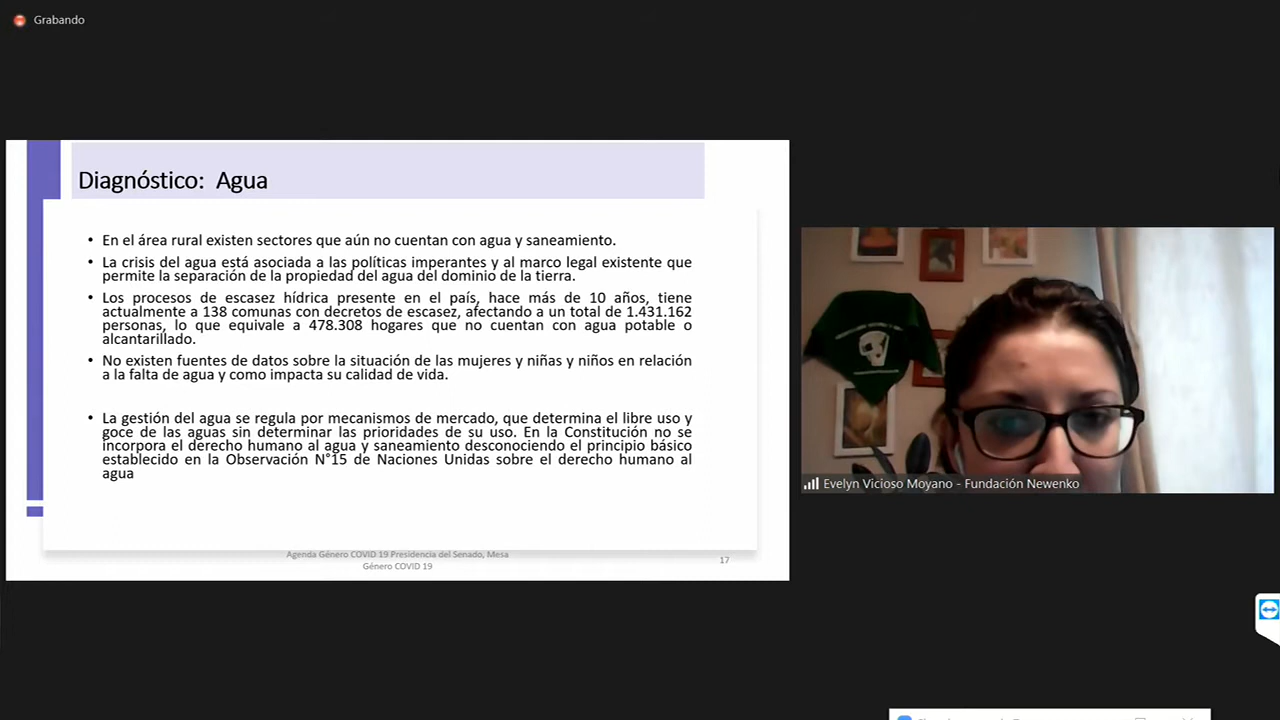 Grabando
Diagnóstico: Agua
• En el área rural existen sectores que aún no cuentan con agua y saneamiento.
• La crisis del agua está asociada a las políticas imperantes y al marco legal existente que
permite la separación de la propiedad del agua del dominio de la tierra.
• Los procesos de escasez hídrica presente en el país, hace más de 10 años, tiene
actualmente a 138 comunas con decretos de escasez, afectando a un total de 1.431.162
personas, lo que equivale a 478.308 hogares que no cuentan con agua potable o
alcantarillado.
• No existen fuentes de datos sobre la situación de las mujeres y niñas y niños en relación
a la falta de agua y como impacta su calidad de vida.
• La gestión del agua se regula por mecanismos de mercado, que determina el libre uso y
goce de las aguas sin determinar las prioridades de su uso. En la Constitución no se
incorpora el derecho humano al agua y saneamiento desconociendo el principio básico
establecido en la Observación N°15 de Naciones Unidas sobre el derecho humano al
agua
Agenda Género COVID 19 Presidencia del Senado, Mesa
Género COVID 19
17
Evelyn Vicioso Moyano - Fundación Newenko